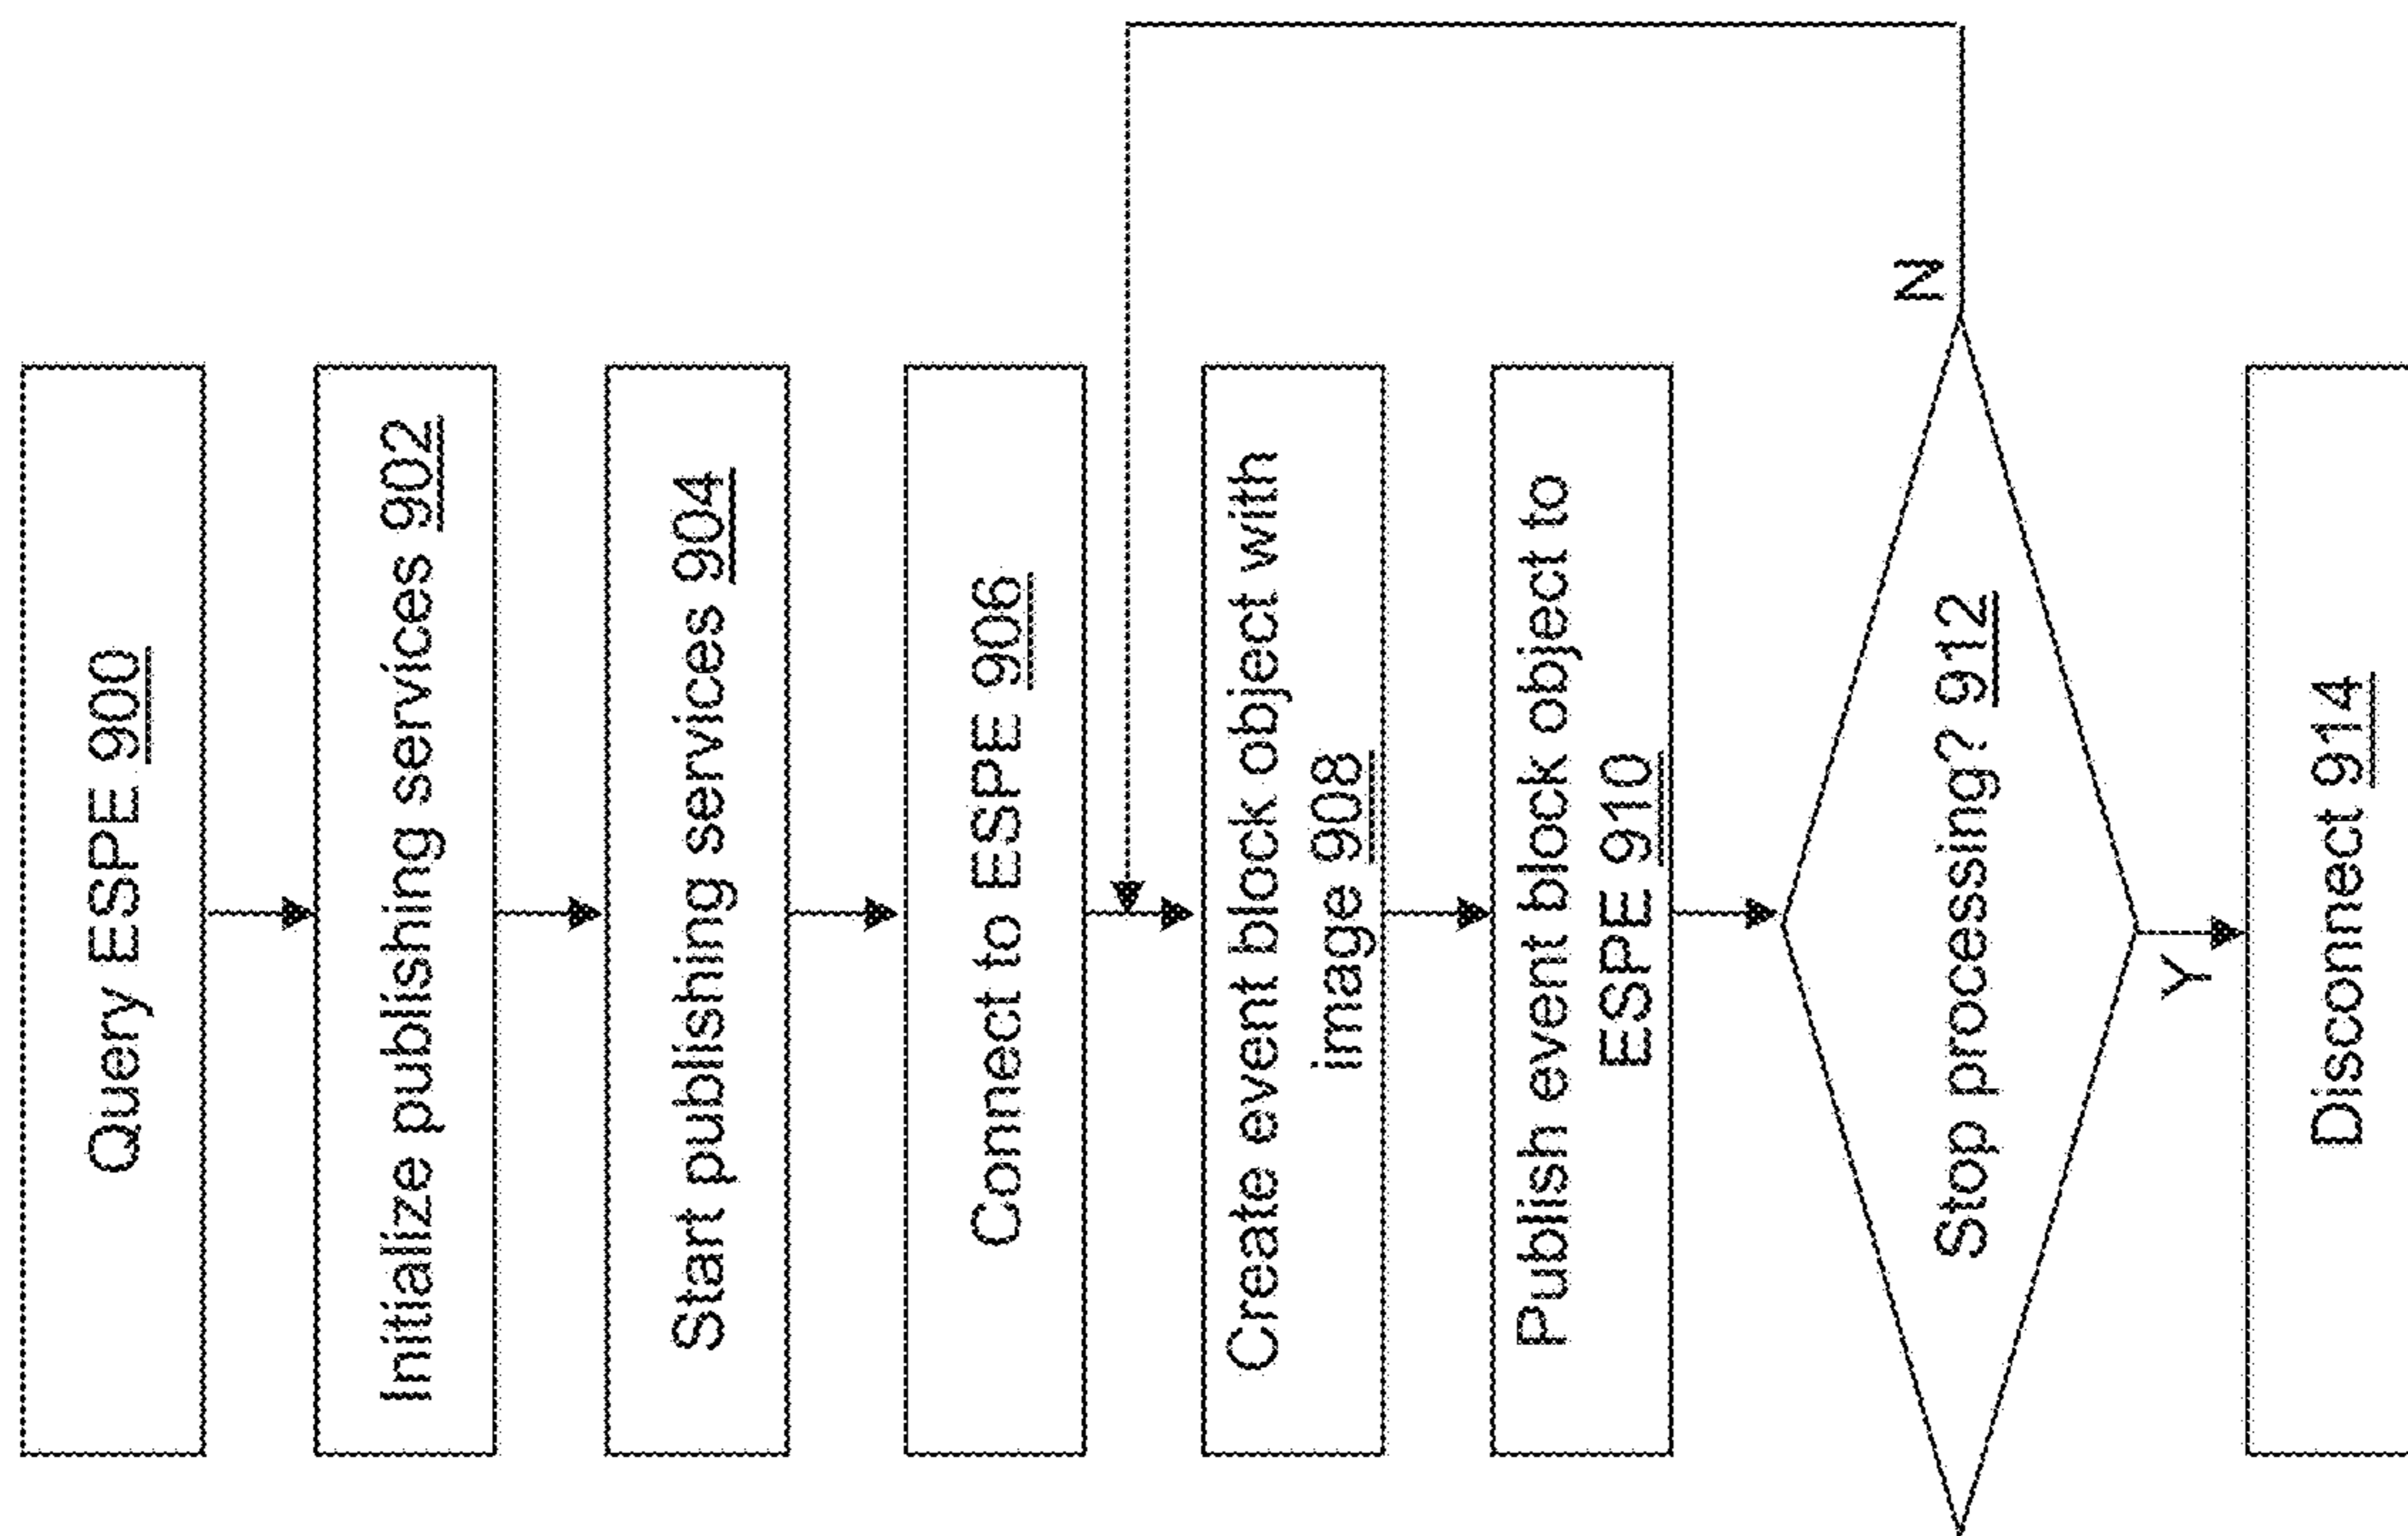 Query ESPE 900
Initialize publishing services 902
Start publishing services 904
Connect to ESPE 906
Create event block object with
image 908
Publish event block object to
ESPE 910
Stop processing? 912
N
Y
Disconnect 914